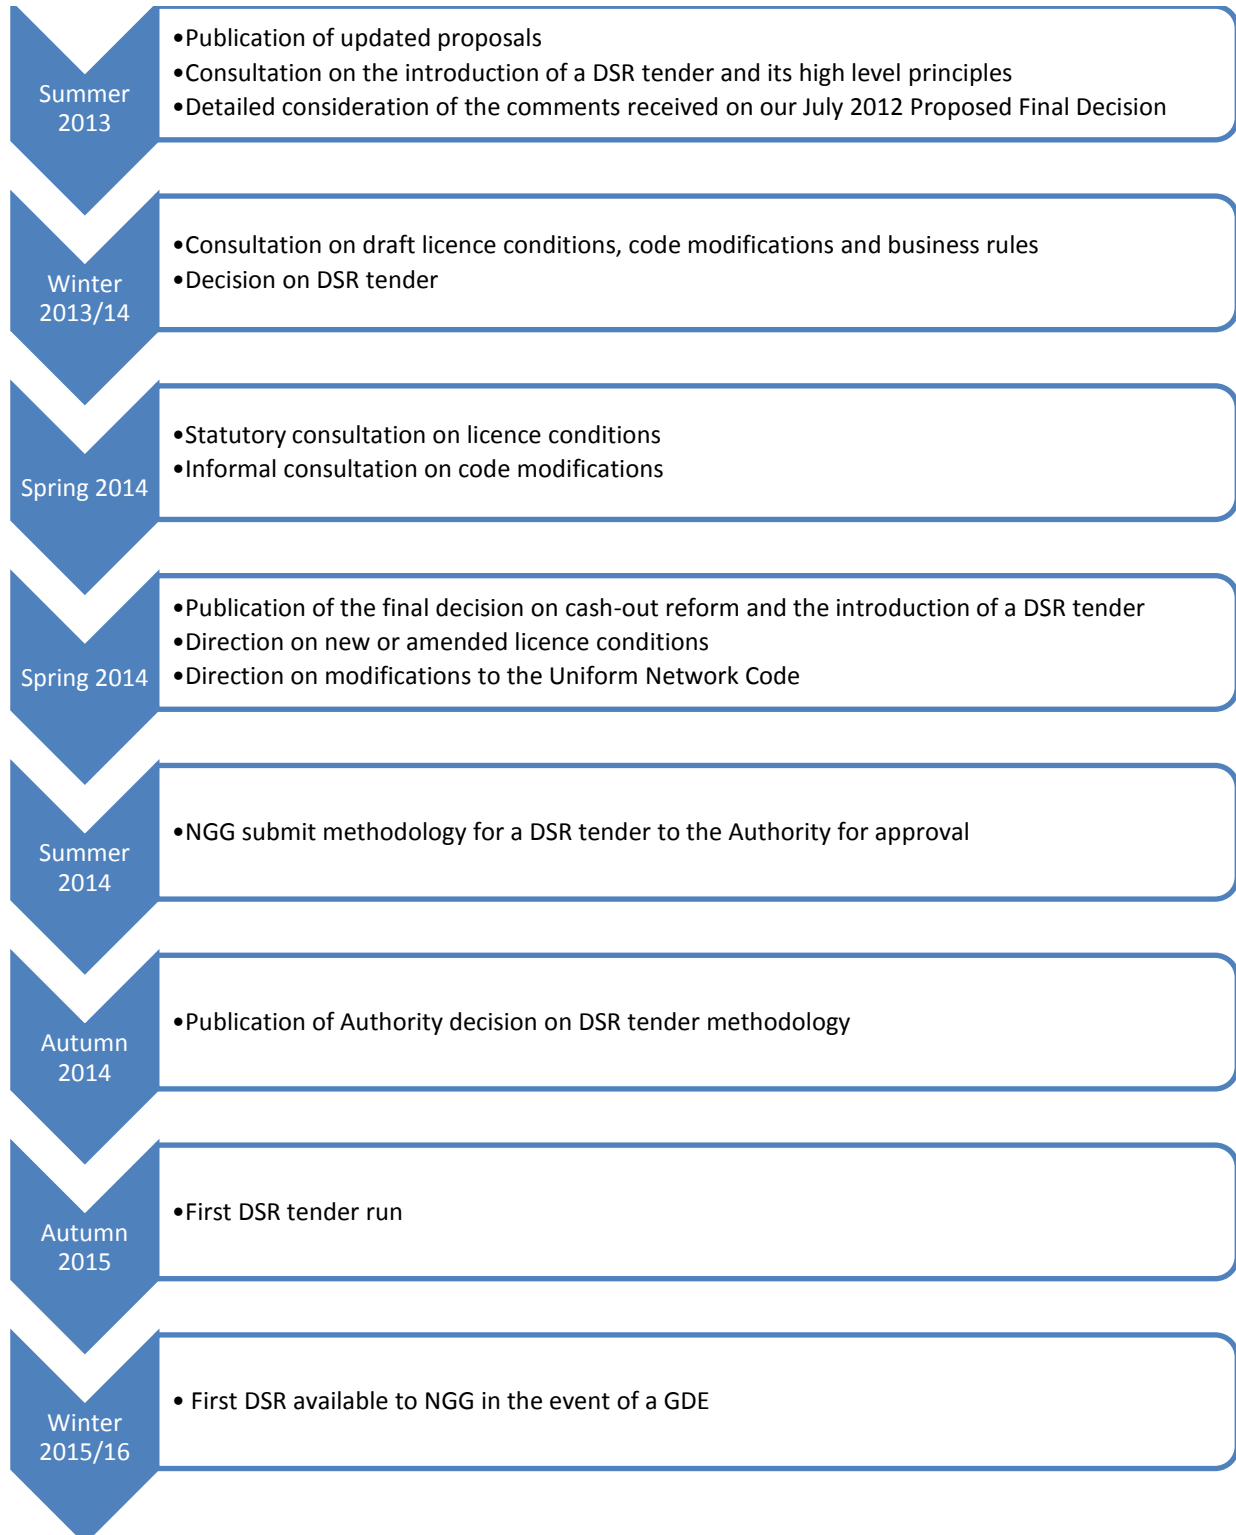 Summer
2013
•Publication of updated proposals
•Consultation on the introduction of a DSR tender and its high level principles
•Detailed consideration of the comments received on our July 2012 Proposed Final Decision
Winter
2013/14
•Consultation on draft licence conditions, code modifications and business rules
•Decision on DSR tender
Spring 2014
•Statutory consultation on licence conditions
•Informal consultation on code modifications
Spring 2014
•Publication of the final decision on cash-out reform and the introduction of a DSR tender
•Direction on new or amended licence conditions
•Direction on modifications to the Uniform Network Code
Summer
2014
•NGG submit methodology for a DSR tender to the Authority for approval
Autumn
2014
•Publication of Authority decision on DSR tender methodology
Autumn
2015
•First DSR tender run
Winter
2015/16
• First DSR available to NGG in the event of a GDE